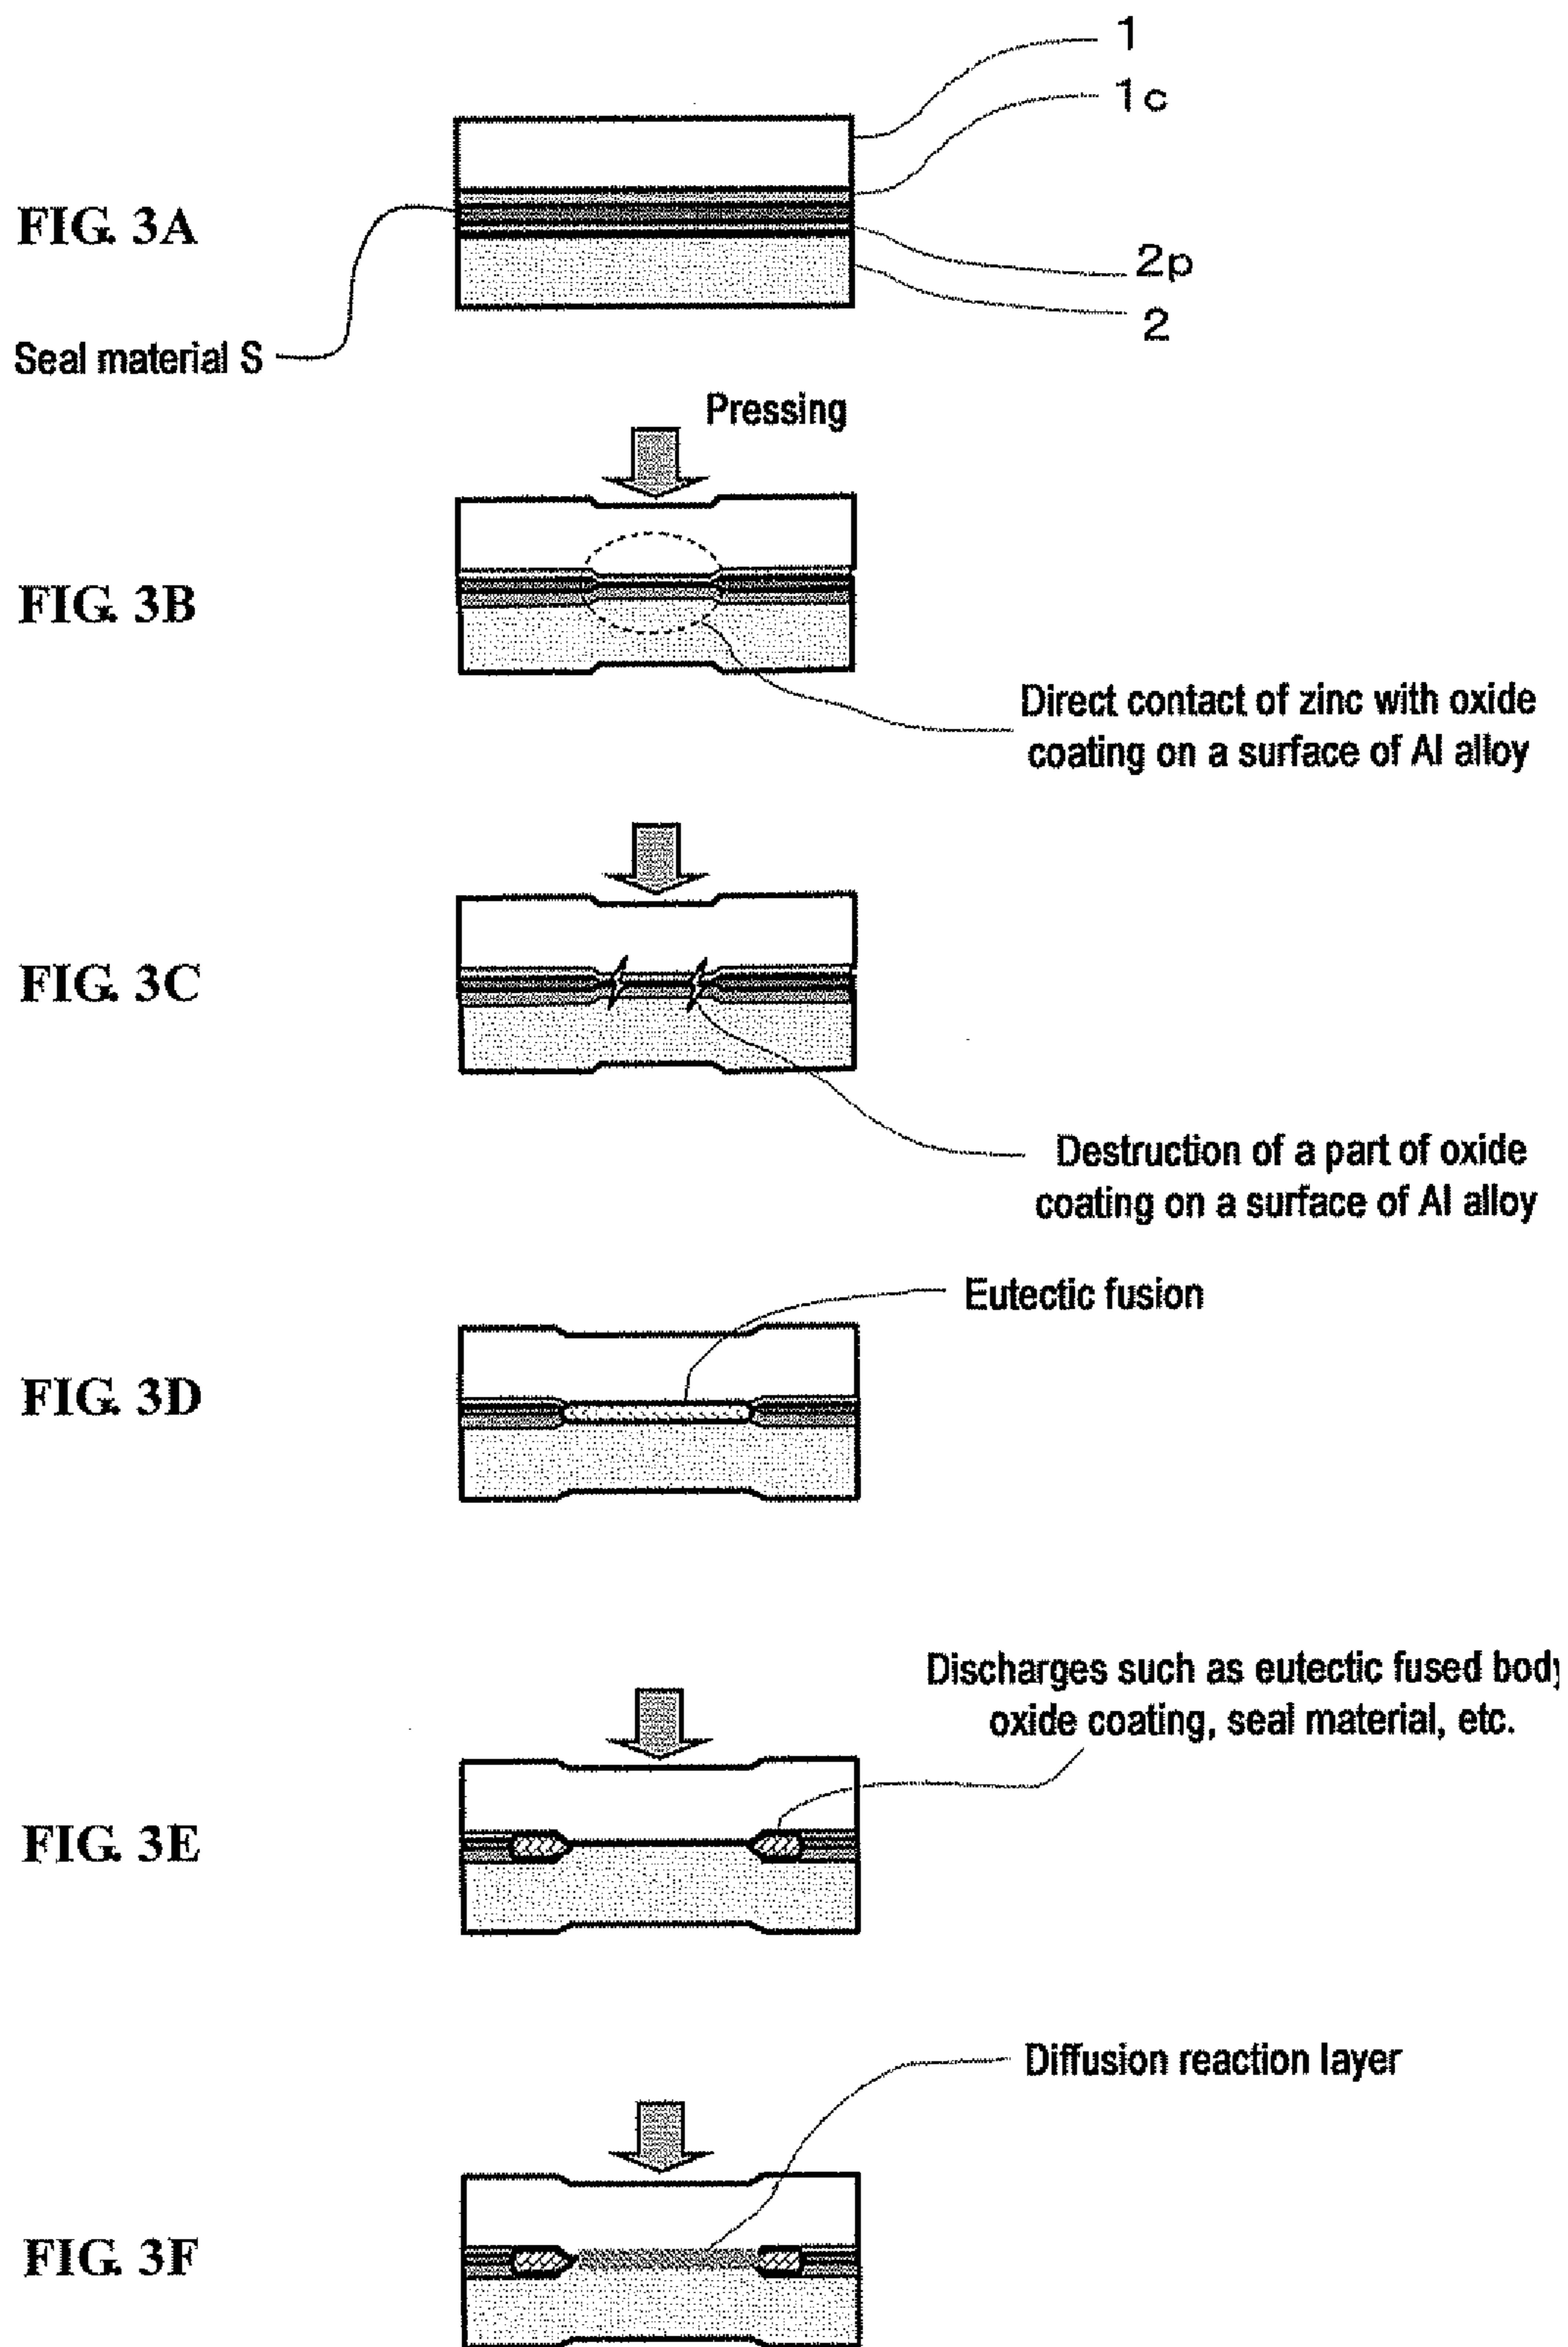 1
1c
FIG. 3A
2p
2
Seal material S
Pressing
FIG. 3B
Direct contact of zinc with oxide
coating on a surface of Al alloy
FIG. 3C
Destruction of a part of oxide
coating on a surface of Al alloy
Eutectic fusion
FIG. 3D
Discharges such as eutectic fused body
oxide coating, seal material, etc.
FIG. 3E
Diffusion reaction layer
FIG. 3F